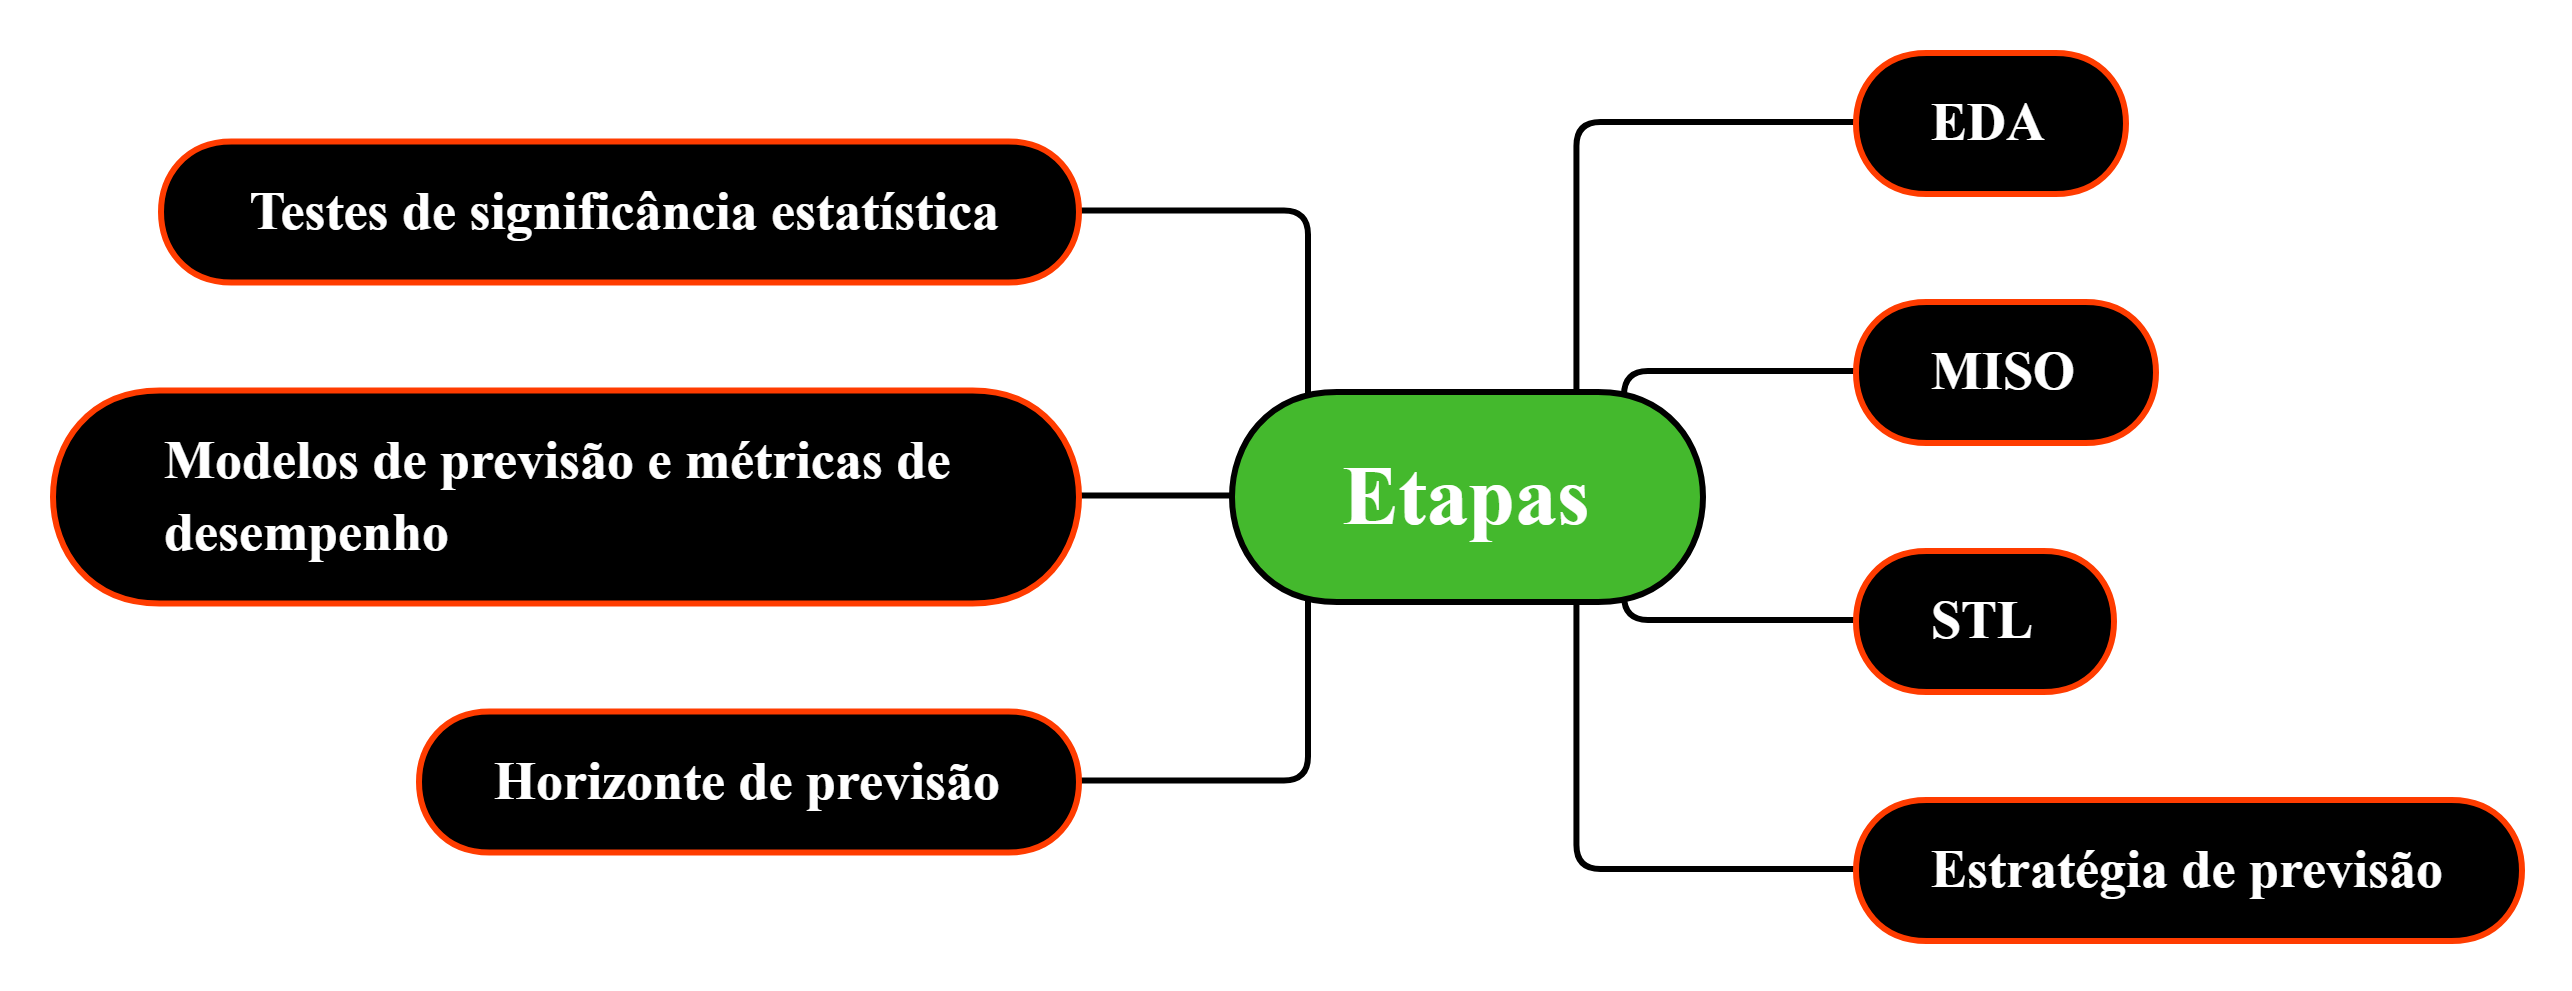 EDA
Testes de significância estatística
MISO
Modelos de previsão e métricas de
desempenho
Etapas
STL
Horizonte de previsão
Estratégia de previsão